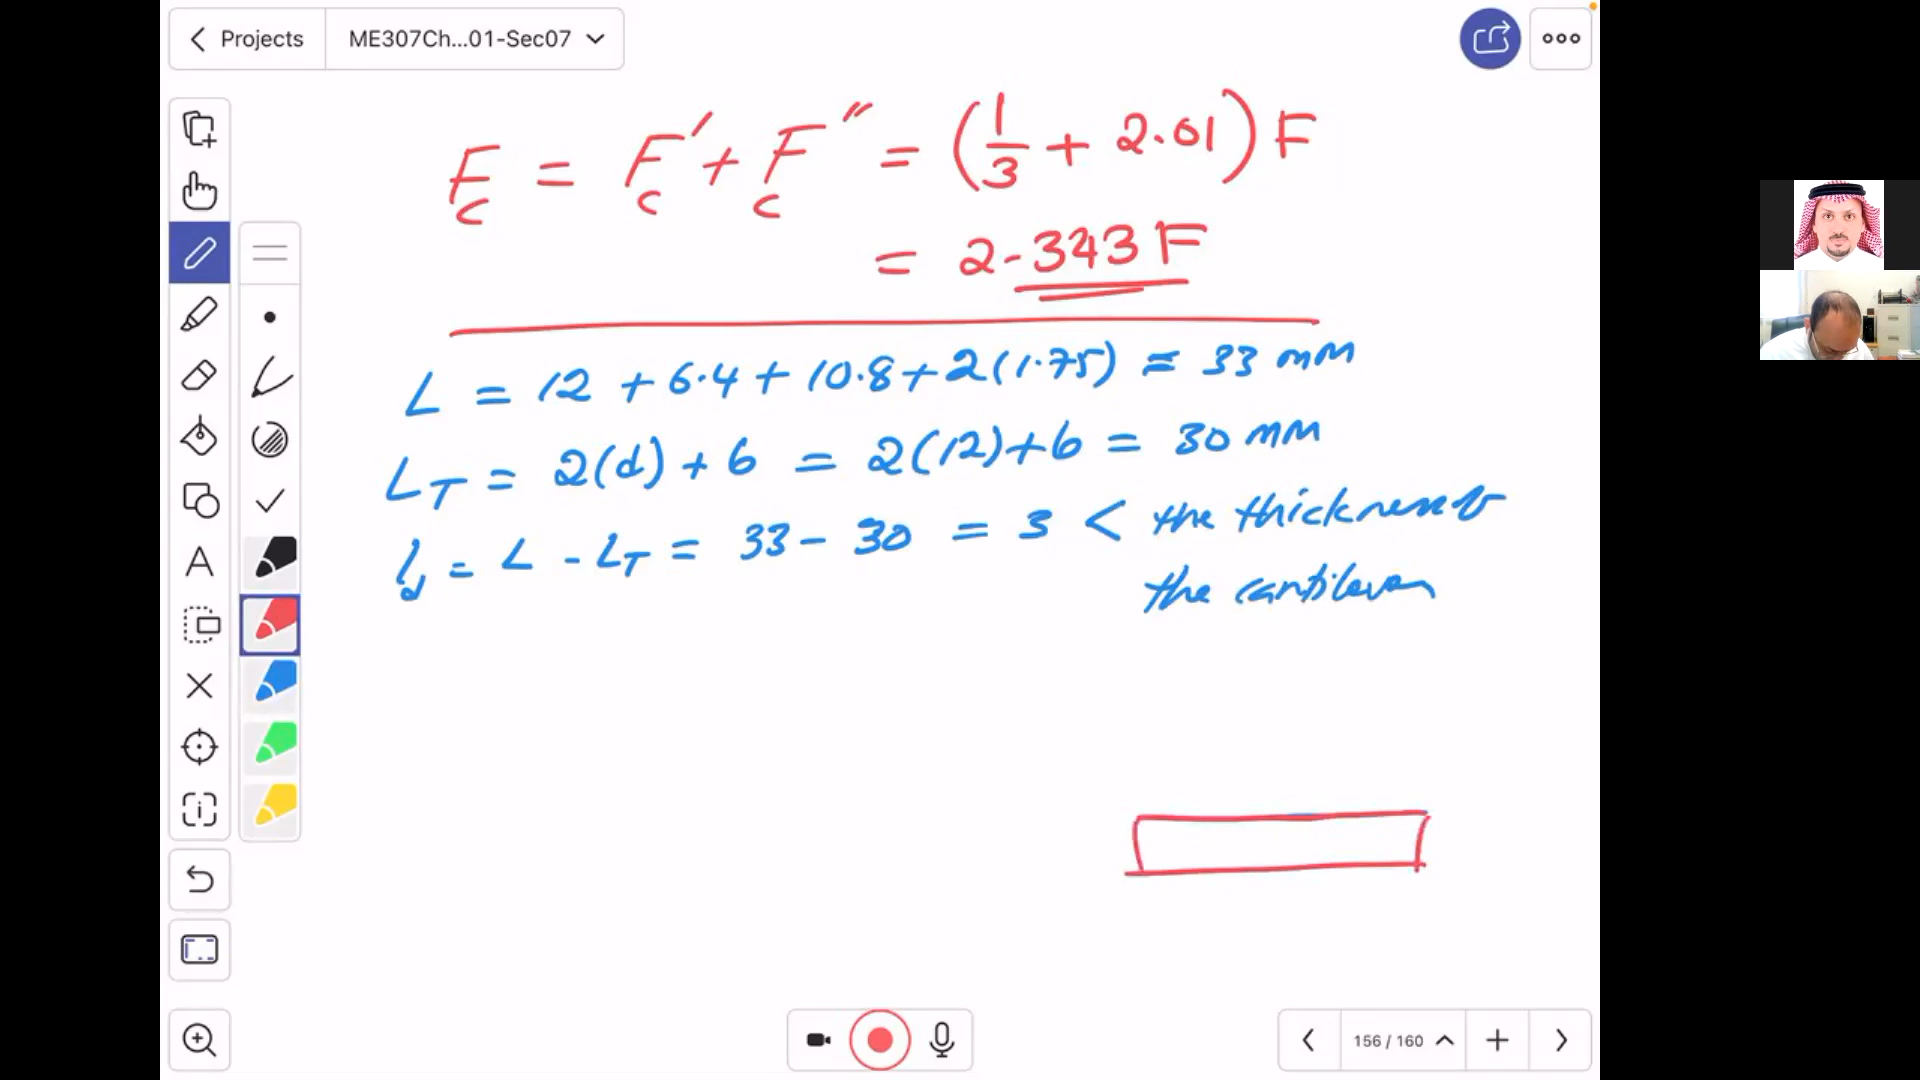 Projects
ME307Ch...01-Sec07
Fc = Fc' + Fc" = (1/3 + 2.01) F
= 2-343 F
L = 12 + 6.4 + 10.8 + 2(1.75) = 33 mm
LT = 2(d) + 6 = 2(12)+6 = 30 mm
ld = L - LT = 33 - 30 = 3 < the thickness of
the cantilever
A
156 / 160